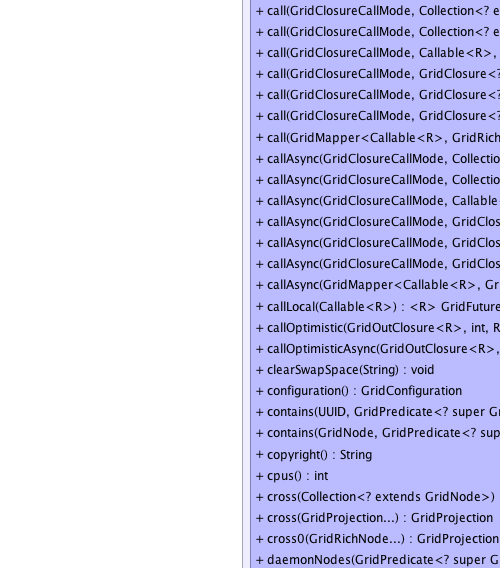 + call(GridClosureCallMode, Collection<? e
+ call(GridClosureCallMode, Collection<? e
+ call(GridClosureCallMode, Callable<R>,
+ call(GridClosureCallMode, GridClosure<?
+ call(GridClosureCallMode, GridClosure<?
+ call(GridClosureCallMode, GridClosure<?
+ call(GridMapper<Callable<R>, GridRich
+ callAsync(GridClosureCallMode, Collectio
+ callAsync(GridClosureCallMode, Collectio
+ callAsync(GridClosureCallMode, Callable
+ callAsync(GridClosureCallMode, GridClos
+ callAsync(GridClosureCallMode, GridClos
+ callAsync(GridClosureCallMode, GridClos
+ callAsync(GridMapper<Callable<R>, Gr
+ callLocal(Callable<R>) : <R> GridFuture
+ callOptimistic(GridOutClosure<R>, int, R
+ callOptimisticAsync(GridOutClosure<R>,
+ clearSwapSpace(String) : void
+ configuration() : GridConfiguration
+ contains(UUID, GridPredicate<? super G
+ contains(GridNode, GridPredicate<? sup
+ copyright() : String
+ cpus() : int
+ cross(Collection<? extends GridNode>)
+ cross(GridProjection...) : GridProjection
+ cross0(GridRichNode...) : GridProjection
+ daemonNodes(GridPredicate<? super G